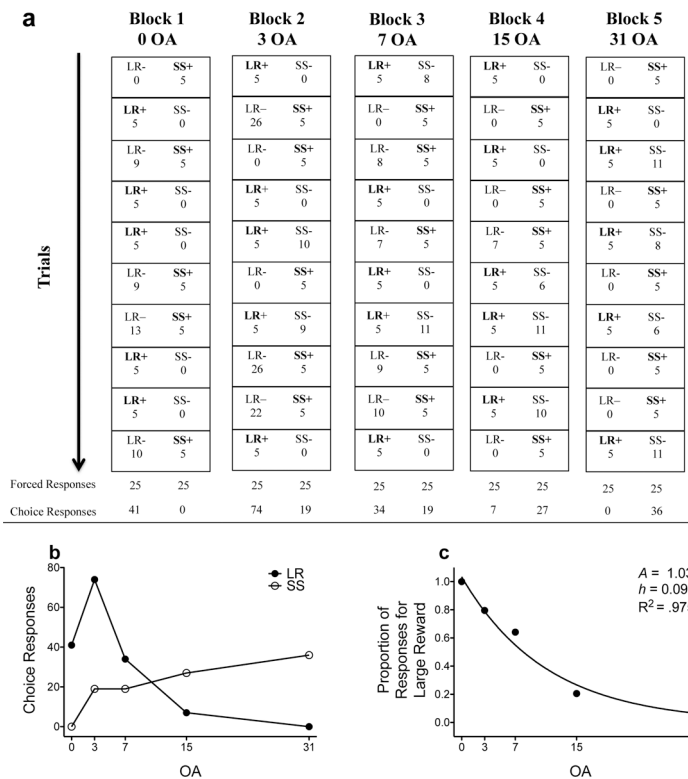 a
Block 1 Block 2 Block 3 Block 4 Block 5
0 OA 3 OA 7 OA 15 OA 31 OA
LR- SS+ LR+ SS- LR+ SS- LR+ SS- LR– SS+
0 5 5 0 5 8 5 0 0 5
LR+ SS- LR– SS+ LR– SS+ LR– SS+ LR+ SS-
5 0 26 5 0 5 0 5 5 0
LR- SS+ LR- SS+ LR- SS+ LR+ SS- LR+ SS-
9 5 0 5 8 5 5 0 5 11
LR+ SS- LR+ SS- LR+ SS- LR– SS+ LR– SS+
5 0 5 0 5 0 0 5 0 5
LR+ SS- LR+ SS- LR- SS+ LR- SS+ LR+ SS-
5 0 5 10 7 5 7 5 5 8
LR- SS+ LR- SS+ LR+ SS- LR+ SS- LR- SS+
9 5 0 5 5 0 5 6 0 5
LR– SS+ LR+ SS- LR+ SS- LR+ SS- LR+ SS-
13 5 5 9 5 11 5 11 5 6
LR+ SS- LR- SS+ LR- SS+ LR- SS+ LR- SS+
5 0 26 5 9 5 0 5 0 5
LR+ SS- LR– SS+ LR– SS+ LR+ SS- LR– SS+
5 0 22 5 10 5 5 10 0 5
LR- SS+ LR+ SS- LR+ SS- LR- SS+ LR+ SS-
10 5 5 0 5 0 0 5 5 11
Trials
Forced Responses 25 25 25 25 25 25 25 25 25 25
Choice Responses 41 0 74 19 34 19 7 27 0 36
b
LR
SS
80
60
40
20
0
Choice Responses
0 3 7 15 31
OA
c
A = 1.03
h = 0.09
R² = .97
1.0
0.8
0.6
0.4
0.2
0.0
Proportion of
Responses for
Large Reward
0 3 7 15
OA